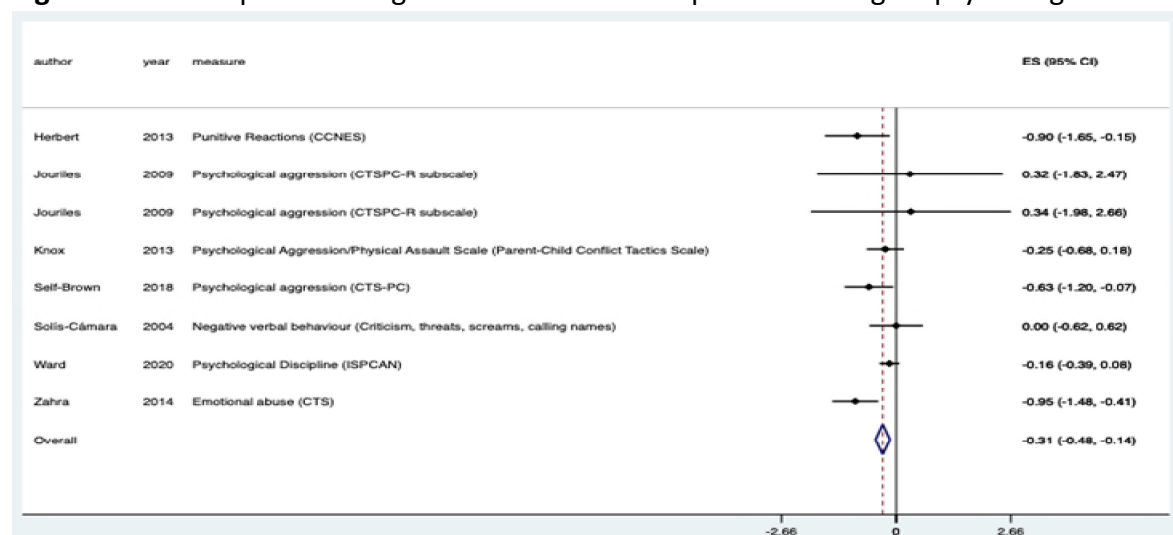 author year measure ES (95% CI)
Herbert 2013 Punitive Reactions (CCNES) -0.90 (-1.65, -0.15)
Jouriles 2009 Psychological aggression (CTSPC-R subscale) 0.32 (-1.83, 2.47)
Jouriles 2009 Psychological aggression (CTSPC-R subscale) 0.34 (-1.98, 2.66)
Knox 2013 Psychological Aggression/Physical Assault Scale (Parent-Child Conflict Tactics Scale) -0.25 (-0.68, 0.18)
Self-Brown 2018 Psychological aggression (CTS-PC) -0.63 (-1.20, -0.07)
Solís-Cámara 2004 Negative verbal behaviour (Criticism, threats, screams, calling names) 0.00 (-0.62, 0.62)
Ward 2020 Psychological Discipline (ISPCAN) -0.16 (-0.39, 0.08)
Zahra 2014 Emotional abuse (CTS) -0.95 (-1.48, -0.41)
Overall -0.31 (-0.48, -0.14)
-2.66 0 2.66